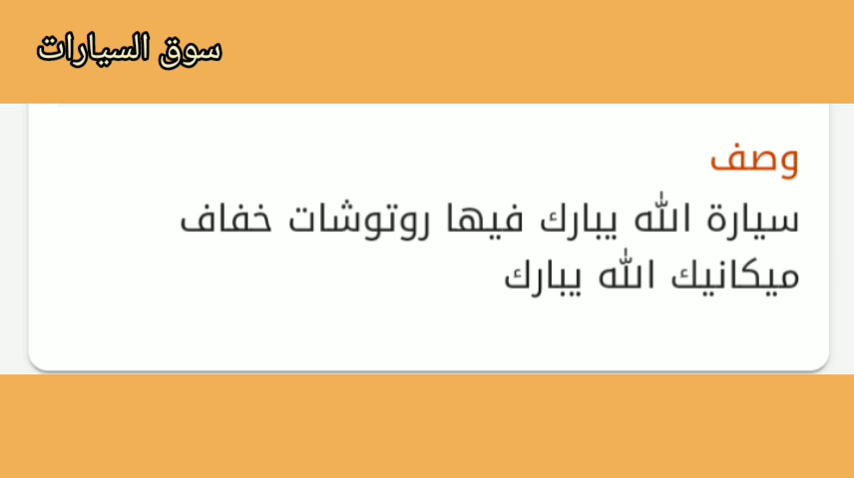 سوق السيارات
وصف
سيارة الله يبارك فيها روتوشات خفاف
ميكانيك الله يبارك